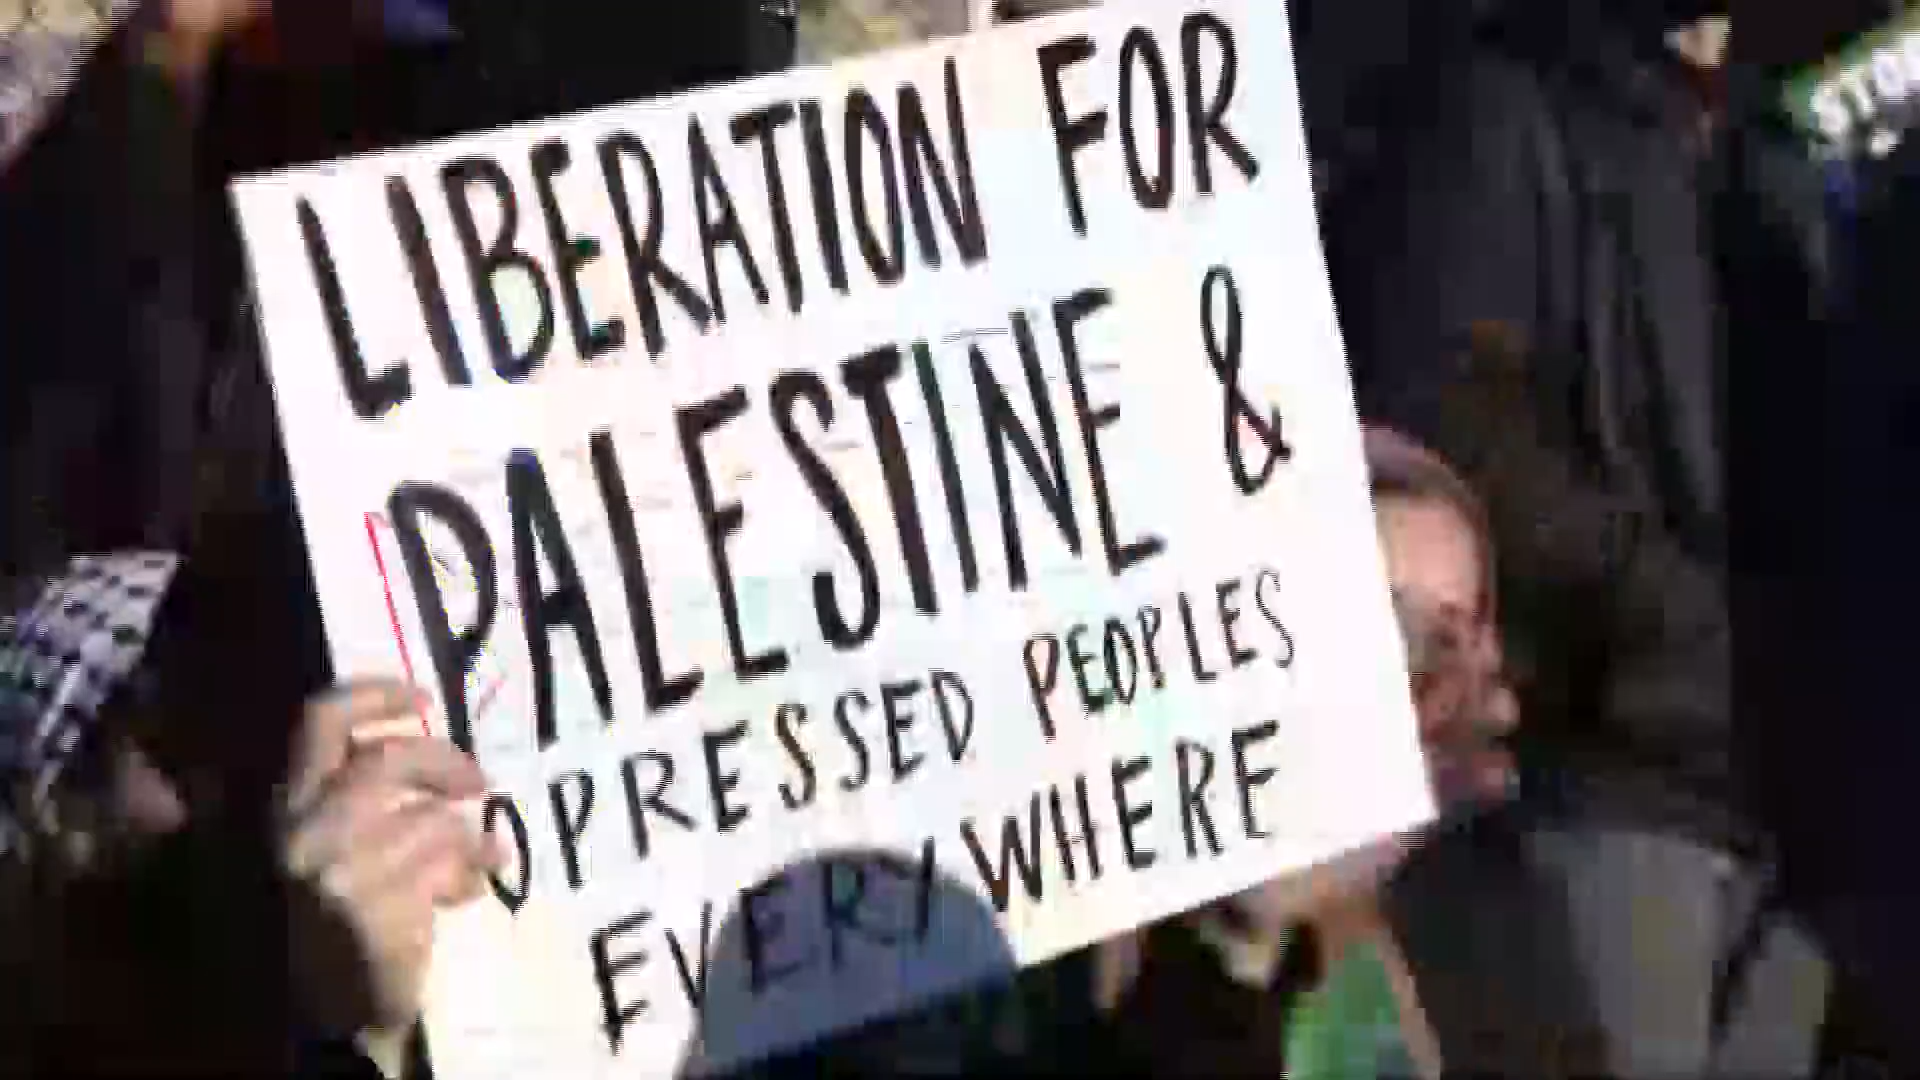 LIBERATION FOR
PALESTINE &
OPRESSED PEOPLES
EVERYWHERE